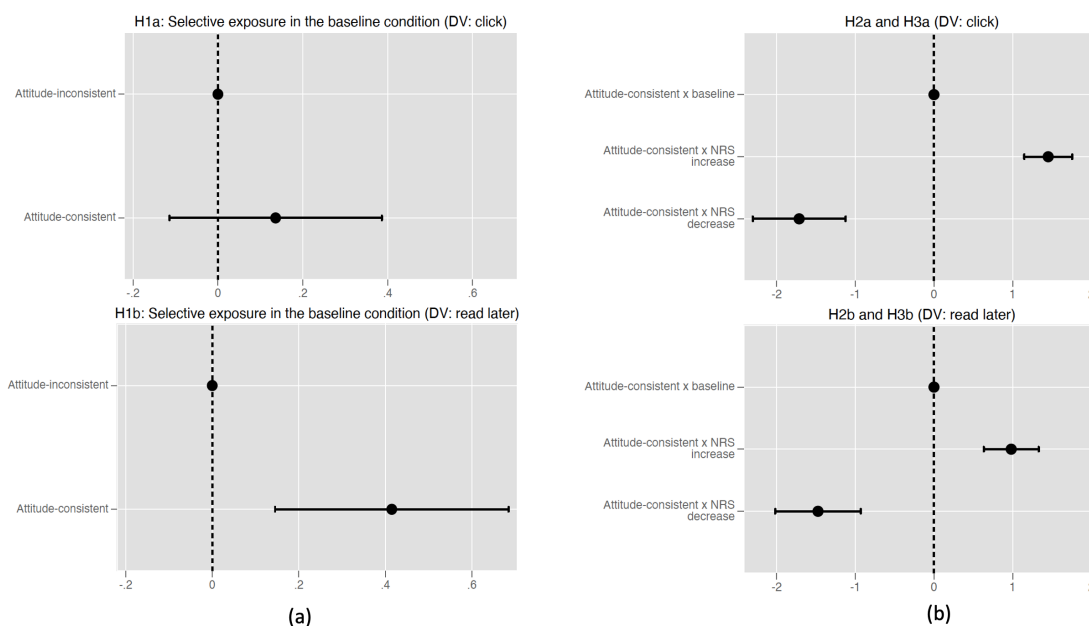 H1a: Selective exposure in the baseline condition (DV: click)
Attitude-inconsistent
Attitude-consistent
-.2 0 .2 .4 .6
H1b: Selective exposure in the baseline condition (DV: read later)
Attitude-inconsistent
Attitude-consistent
-.2 0 .2 .4 .6
(a)
H2a and H3a (DV: click)
Attitude-consistent x baseline
Attitude-consistent x NRS
increase
Attitude-consistent x NRS
decrease
-2 -1 0 1 2
H2b and H3b (DV: read later)
Attitude-consistent x baseline
Attitude-consistent x NRS
increase
Attitude-consistent x NRS
decrease
-2 -1 0 1 2
(b)